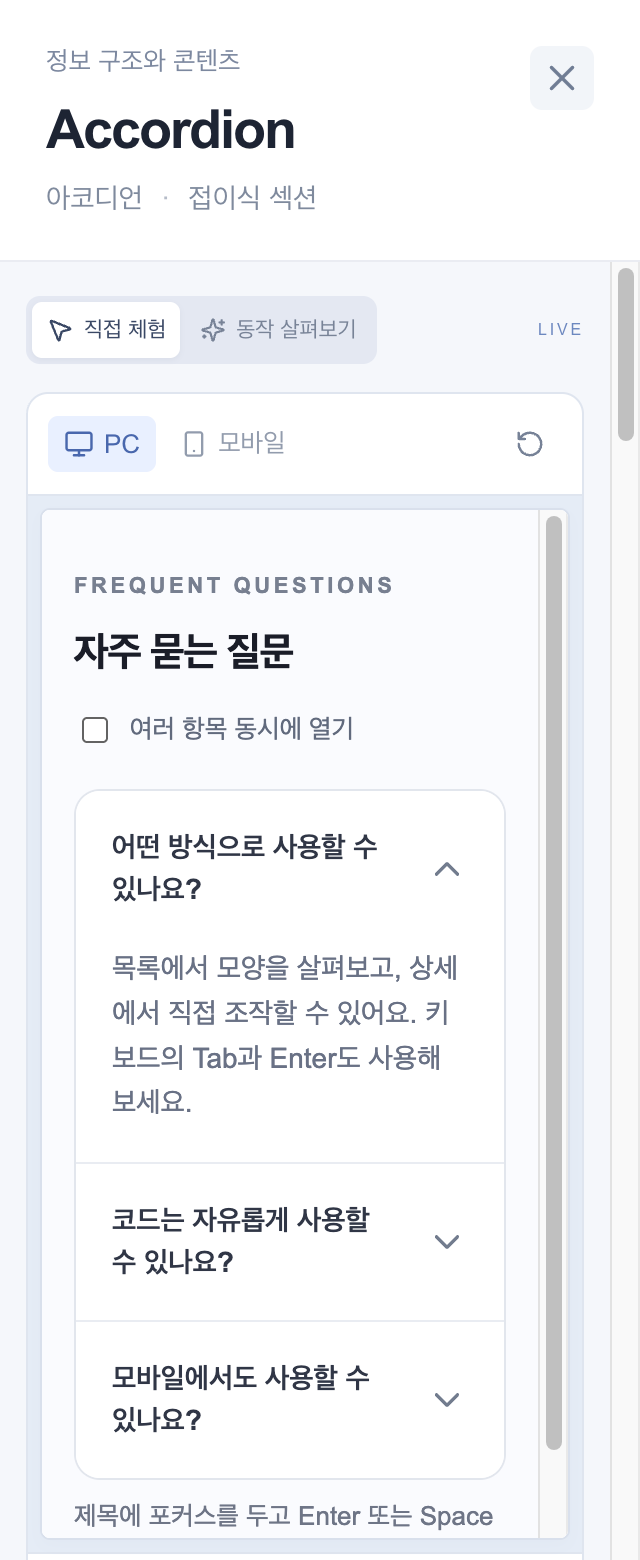 정보 구조와 콘텐츠
Accordion
아코디언 · 접이식 섹션
직접 체험
동작 살펴보기
LIVE
PC
모바일
FREQUENT QUESTIONS
자주 묻는 질문
여러 항목 동시에 열기
어떤 방식으로 사용할 수
있나요?
목록에서 모양을 살펴보고, 상세
에서 직접 조작할 수 있어요. 키
보드의 Tab과 Enter도 사용해
보세요.
코드는 자유롭게 사용할
수 있나요?
모바일에서도 사용할 수
있나요?
제목에 포커스를 두고 Enter 또는 Space